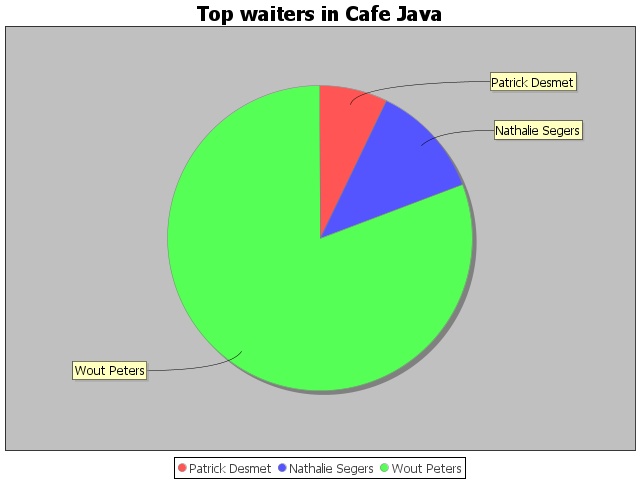 Top waiters in Cafe Java
Patrick Desmet
Nathalie Segers
Wout Peters
Patrick Desmet Nathalie Segers Wout Peters